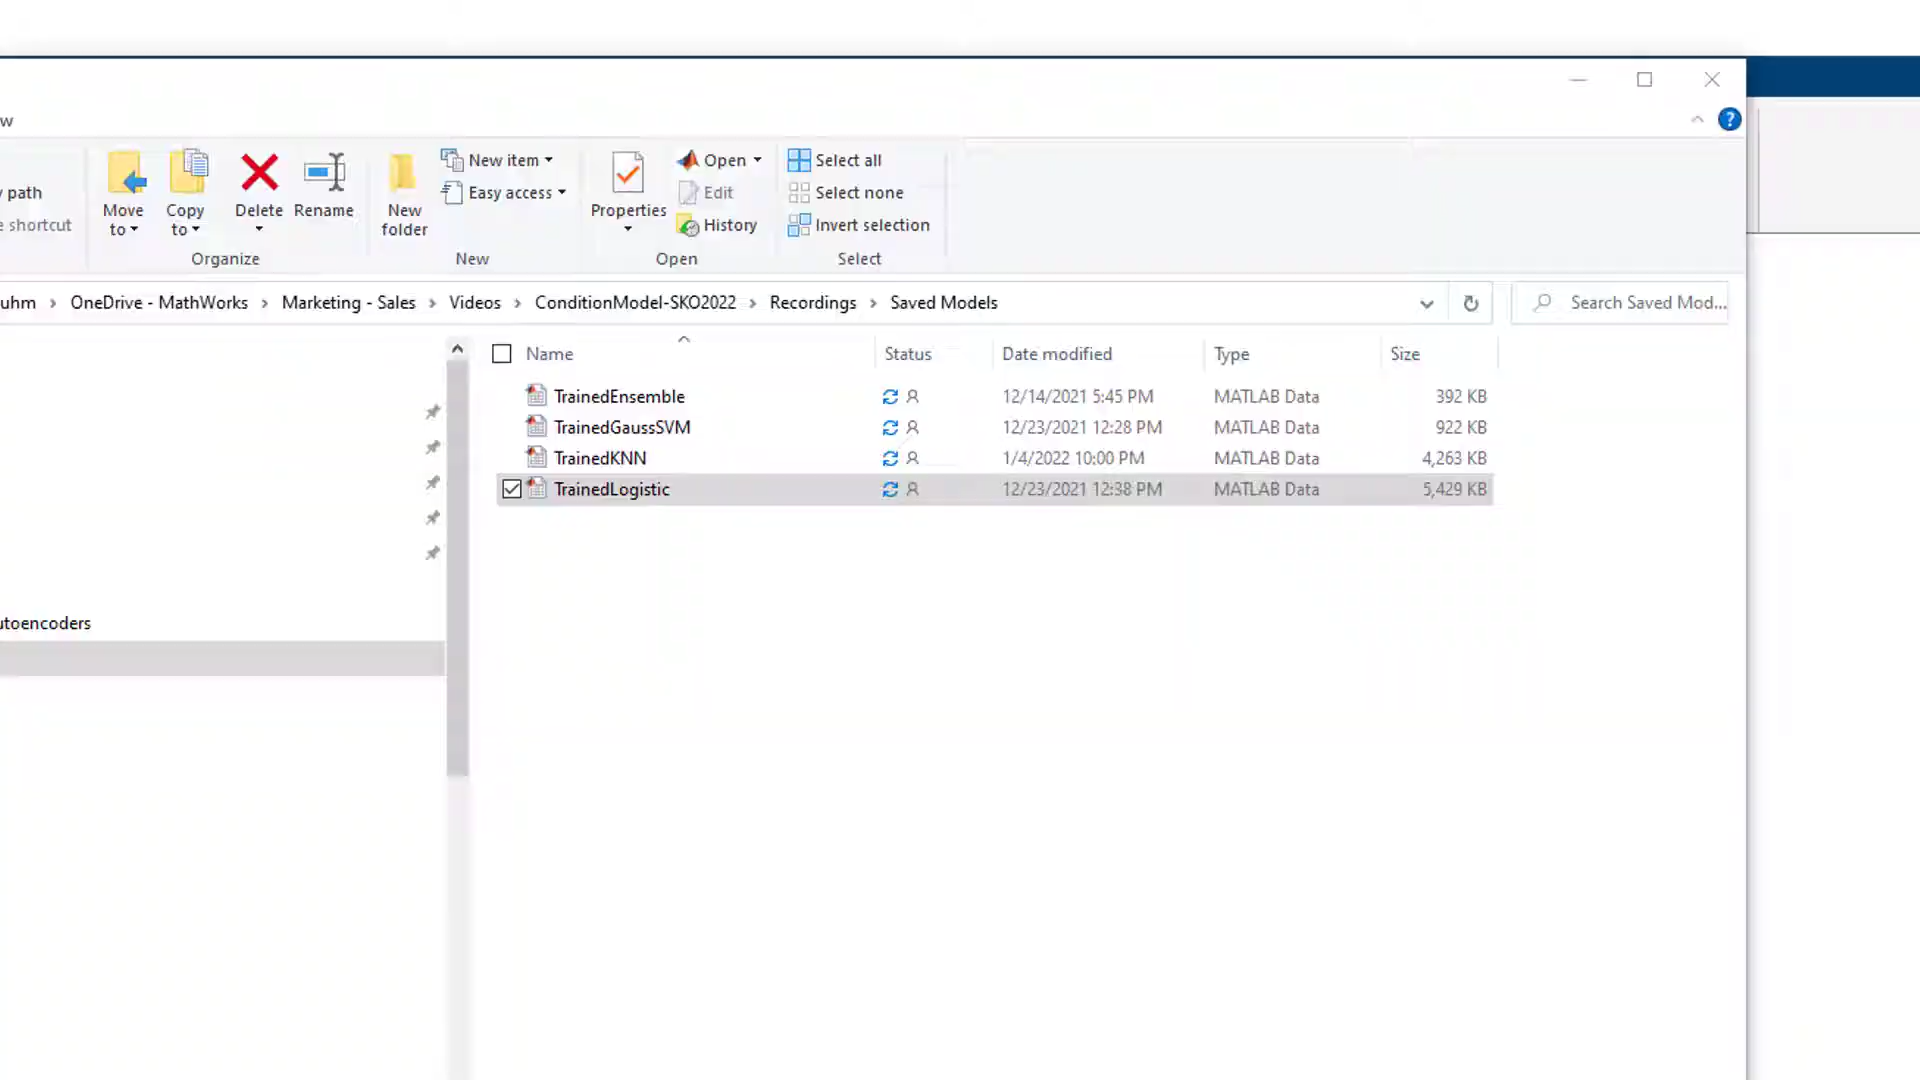 w
?
New item
Open
Select all
y path
Easy access
Edit
Select none
Move to
Copy to
Delete
Rename
New folder
Properties
e shortcut
History
Invert selection
Organize
New
Open
Select
uhm > OneDrive - MathWorks > Marketing - Sales > Videos > ConditionModel-SKO2022 > Recordings > Saved Models
Search Saved Mod...
Name Status Date modified Type Size
TrainedEnsemble 12/14/2021 5:45 PM MATLAB Data 392 KB
TrainedGaussSVM 12/23/2021 12:28 PM MATLAB Data 922 KB
TrainedKNN 1/4/2022 10:00 PM MATLAB Data 4,263 KB
TrainedLogistic 12/23/2021 12:38 PM MATLAB Data 5,429 KB
utoencoders